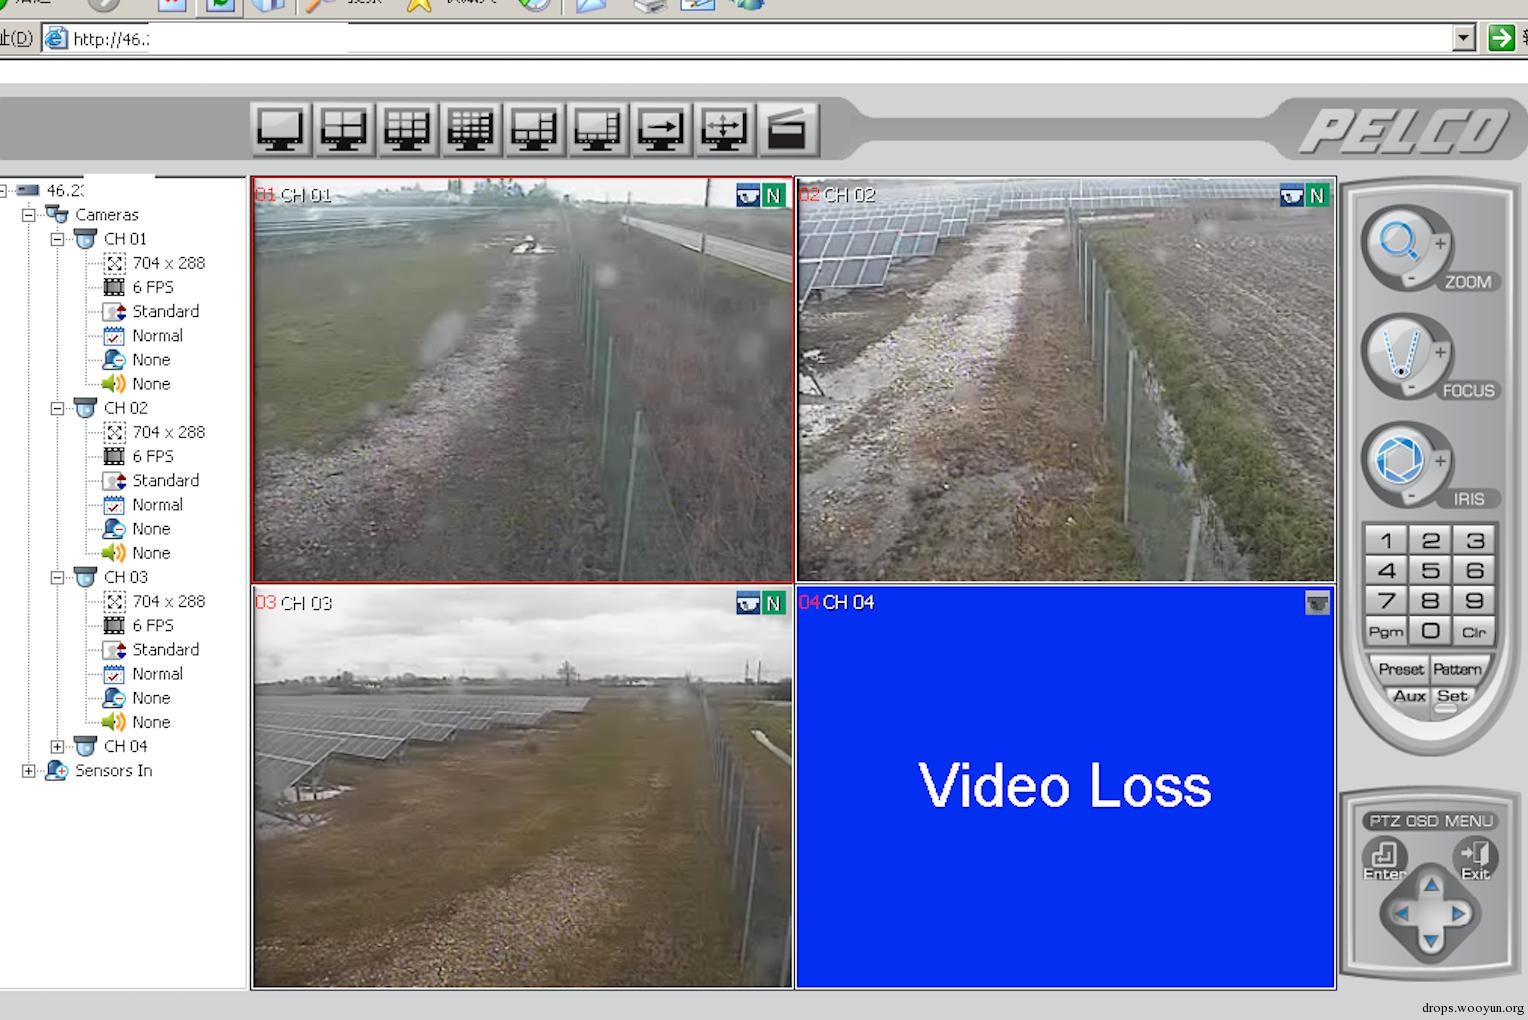 止(D) http://46.
PELCO
46.2
Cameras
CH 01
704 x 288
6 FPS
Standard
Normal
None
None
CH 02
704 x 288
6 FPS
Standard
Normal
None
None
CH 03
704 x 288
6 FPS
Standard
Normal
None
None
CH 04
Sensors In
01 CH 01
N
02 CH 02
N
03 CH 03
N
04 CH 04
Video Loss
ZOOM
FOCUS
IRIS
1 2 3
4 5 6
7 8 9
Pgm 0 Clr
Preset Pattern
Aux Set
PTZ OSD MENU
Enter Exit
drops.wooyun.org